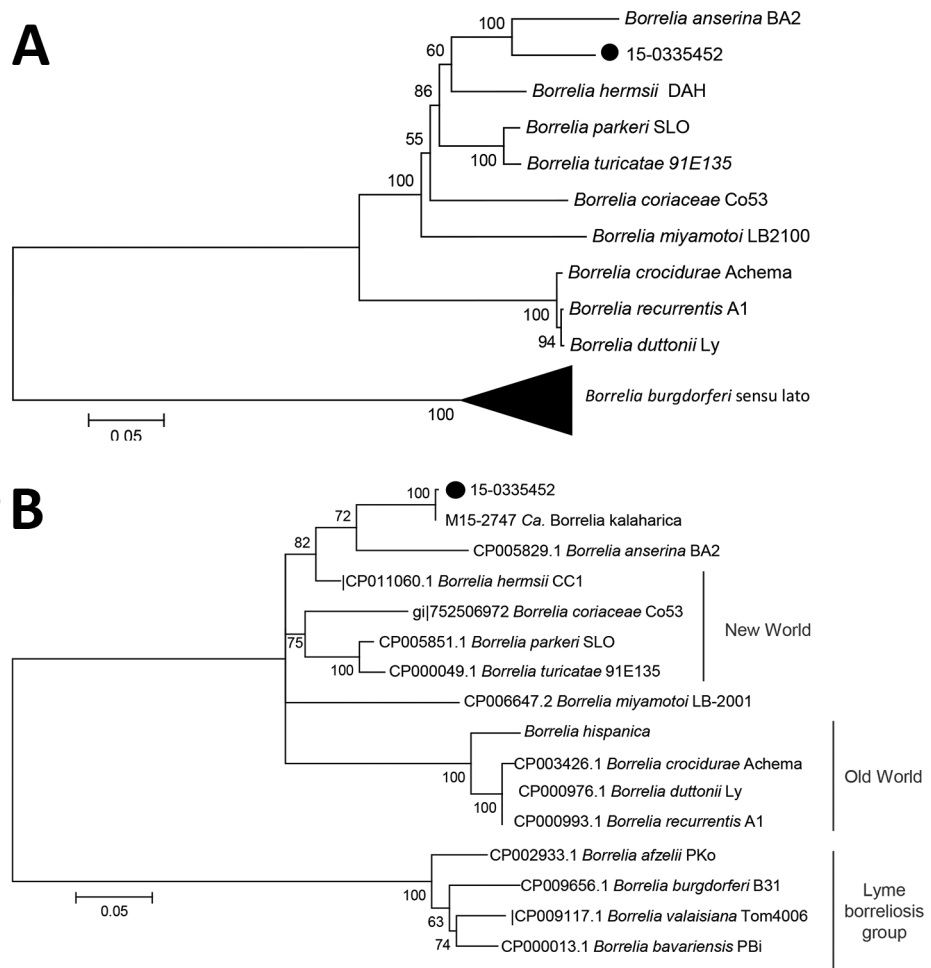 A
100
Borrelia anserina BA2
15-0335452
60
Borrelia hermsii DAH
86
Borrelia parkeri SLO
55
100
Borrelia turicatae 91E135
100
Borrelia coriaceae Co53
Borrelia miyamotoi LB2100
Borrelia crocidurae Achema
100
Borrelia recurrentis A1
94
Borrelia duttonii Ly
Borrelia burgdorferi sensu lato
100
0.05
B
100
15-0335452
72
M15-2747 Ca. Borrelia kalaharica
82
CP005829.1 Borrelia anserina BA2
|CP011060.1 Borrelia hermsii CC1
gi|752506972 Borrelia coriaceae Co53
New World
75
CP005851.1 Borrelia parkeri SLO
100
CP000049.1 Borrelia turicatae 91E135
CP006647.2 Borrelia miyamotoi LB-2001
Borrelia hispanica
100
CP003426.1 Borrelia crocidurae Achema
Old World
CP000976.1 Borrelia duttonii Ly
100
CP000993.1 Borrelia recurrentis A1
CP002933.1 Borrelia afzelii PKo
100
CP009656.1 Borrelia burgdorferi B31
Lyme
borreliosis
group
63
|CP009117.1 Borrelia valaisiana Tom4006
74
CP000013.1 Borrelia bavariensis PBi
0.05